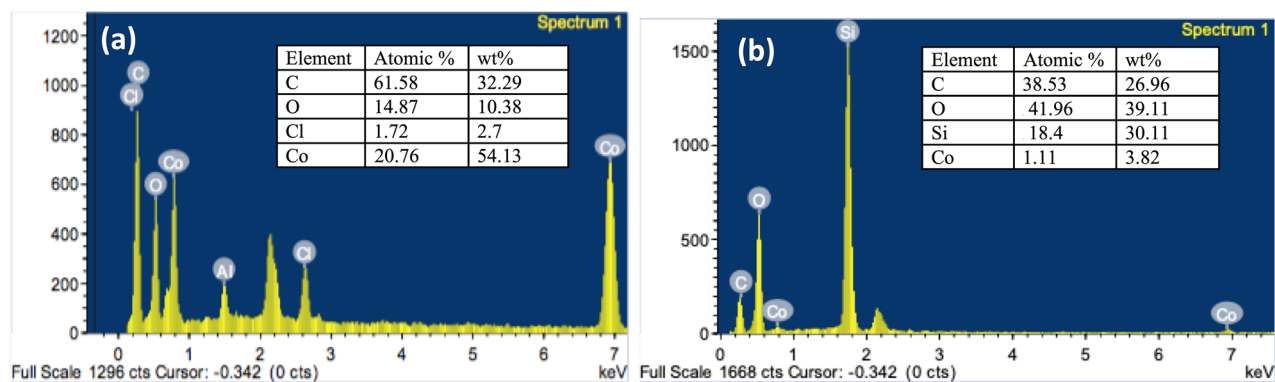 (a)
Spectrum 1
Element Atomic % wt%
C 61.58 32.29
O 14.87 10.38
Cl 1.72 2.7
Co 20.76 54.13
1200
1000
800
600
400
200
0
C
Cl
O
Co
Al
Cl
Co
0 1 2 3 4 5 6 7
Full Scale 1296 cts Cursor: -0.342 (0 cts) keV
(b)
Spectrum 1
Element Atomic % wt%
C 38.53 26.96
O 41.96 39.11
Si 18.4 30.11
Co 1.11 3.82
1500
1000
500
0
Si
O
C
Co
Co
0 1 2 3 4 5 6 7
Full Scale 1668 cts Cursor: -0.342 (0 cts) keV